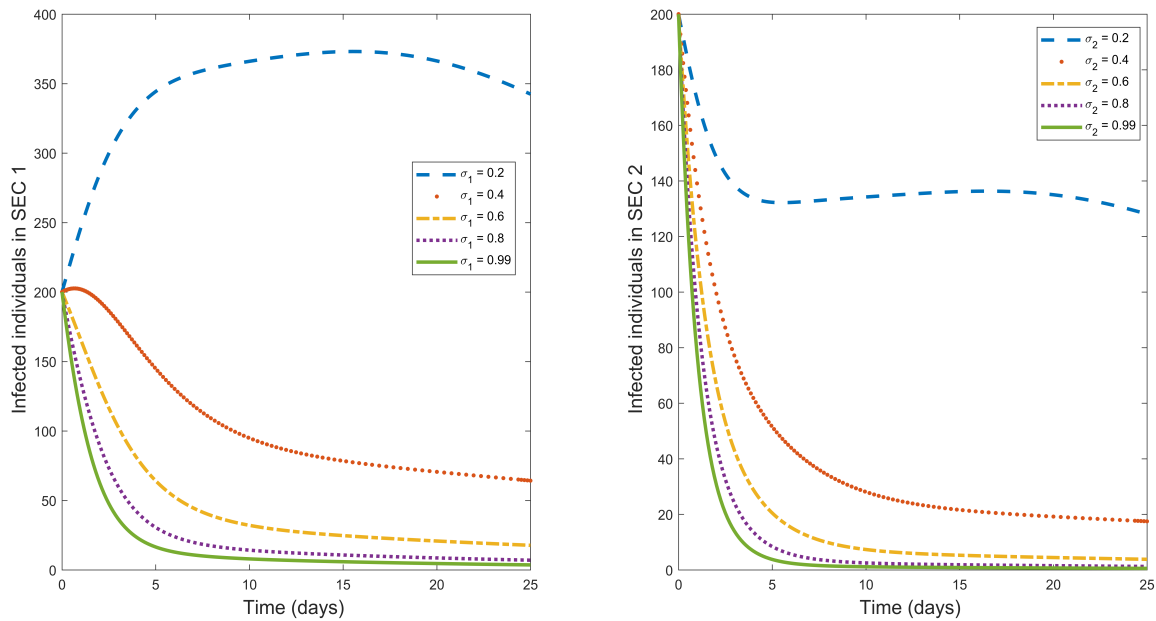 400
350
300
250
200
150
100
50
0
Infected individuals in SEC 1
σ1 = 0.2
σ1 = 0.4
σ1 = 0.6
σ1 = 0.8
σ1 = 0.99
0 5 10 15 20 25
Time (days)
200
180
160
140
120
100
80
60
40
20
0
Infected individuals in SEC 2
σ2 = 0.2
σ2 = 0.4
σ2 = 0.6
σ2 = 0.8
σ2 = 0.99
0 5 10 15 20 25
Time (days)